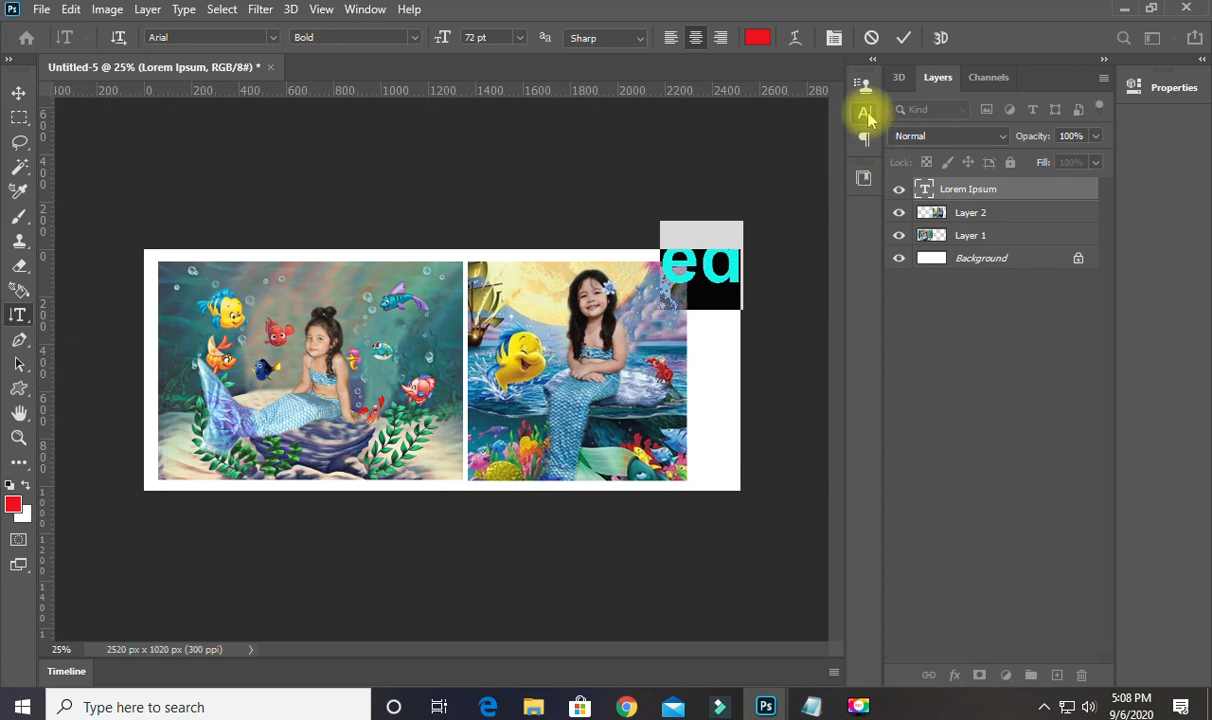 Ps File Edit Image Layer Type Select Filter 3D View Window Help
Arial Bold 72 pt Sharp 3D
Untitled-5 @ 25% (Lorem Ipsum, RGB/8#) * ×
3D Layers Channels
Properties
00 200 0 200 400 600 800 1000 1200 1400 1600 1800 2000 2200 2400 2600 280
Kind
Normal Opacity: 100%
Lock: Fill: 100%
Lorem Ipsum
Layer 2
Layer 1
Background
ed
25% 2520 px x 1020 px (300 ppi)
Timeline
Type here to search
Ps
5:08 PM
9/6/2020